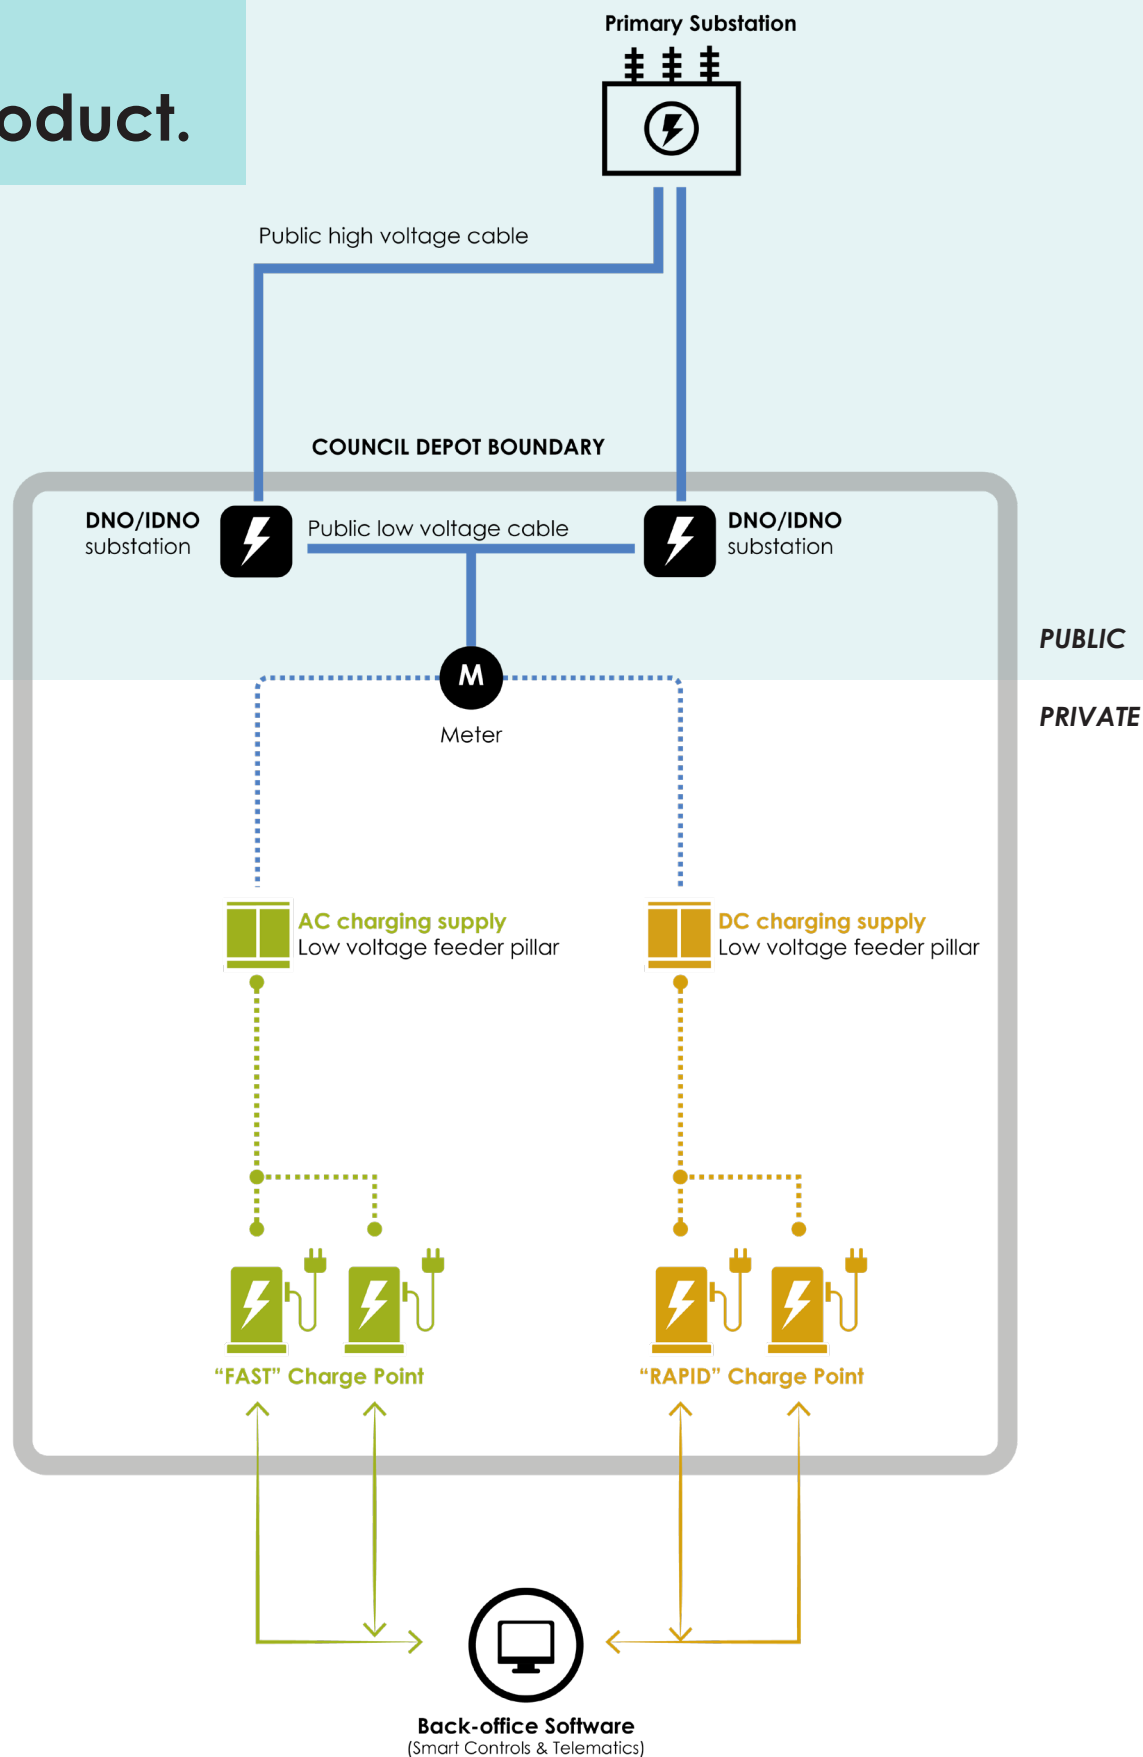 Primary Substation
oduct.
Public high voltage cable
COUNCIL DEPOT BOUNDARY
DNO/IDNO
substation
Public low voltage cable
DNO/IDNO
substation
PUBLIC
M
Meter
PRIVATE
AC charging supply
Low voltage feeder pillar
DC charging supply
Low voltage feeder pillar
“FAST” Charge Point
“RAPID” Charge Point
Back-office Software
(Smart Controls & Telematics)